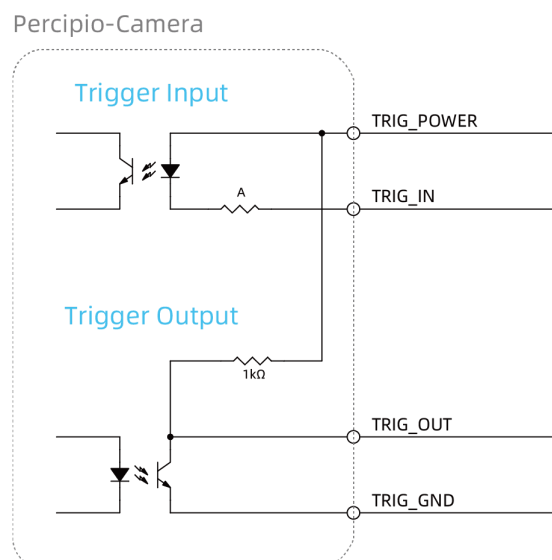 Percipio-Camera
Trigger Input
TRIG_POWER
A
TRIG_IN
Trigger Output
1kΩ
TRIG_OUT
TRIG_GND